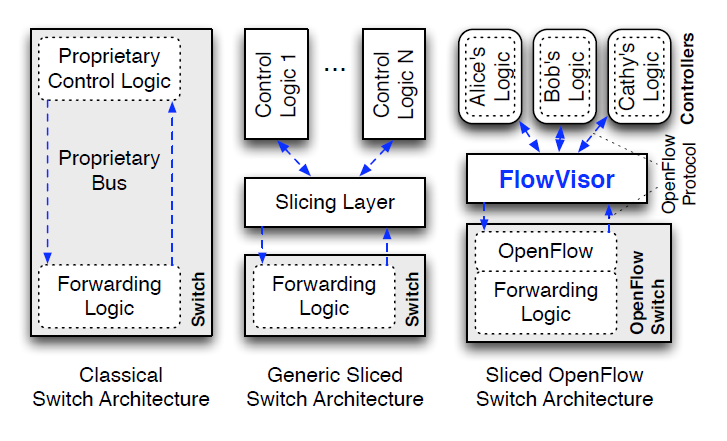 Proprietary
Control Logic
Proprietary
Bus
Forwarding
Logic
Switch
Classical
Switch Architecture
Control
Logic 1
...
Control
Logic N
Slicing Layer
Forwarding
Logic
Switch
Generic Sliced
Switch Architecture
Alice's
Logic
Bob's
Logic
Cathy's
Logic
Controllers
FlowVisor
OpenFlow
Protocol
OpenFlow
Forwarding
Logic
OpenFlow
Switch
Sliced OpenFlow
Switch Architecture